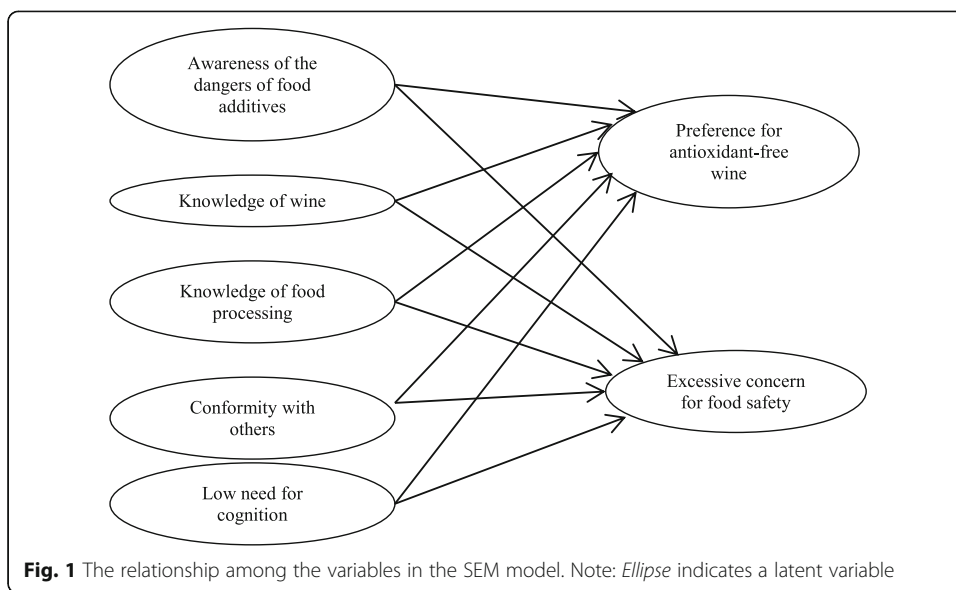 Awareness of the
dangers of food
additives
Preference for
antioxidant-free
wine
Knowledge of wine
Knowledge of food
processing
Excessive concern
for food safety
Conformity with
others
Low need for
cognition
Fig. 1 The relationship among the variables in the SEM model. Note: Ellipse indicates a latent variable